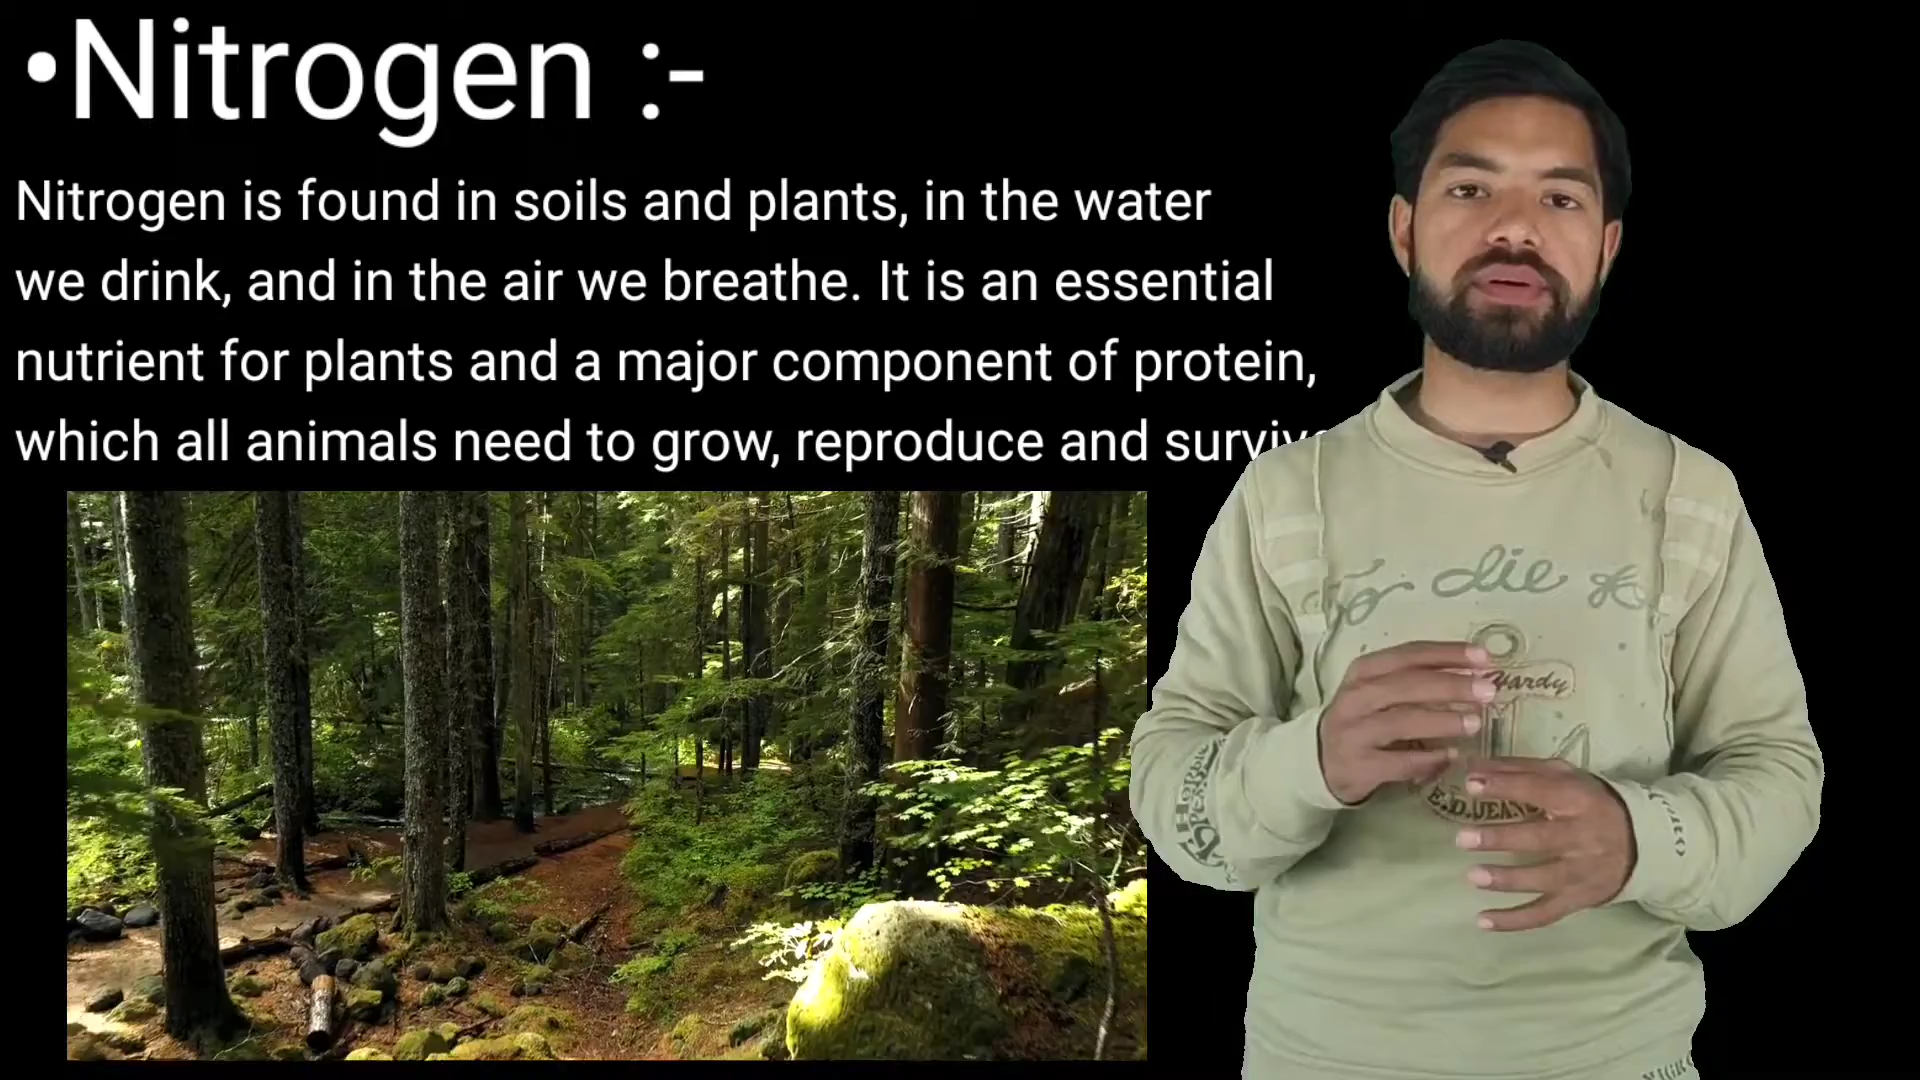 •Nitrogen :-
Nitrogen is found in soils and plants, in the water
we drink, and in the air we breathe. It is an essential
nutrient for plants and a major component of protein,
which all animals need to grow, reproduce and
die
Hardy